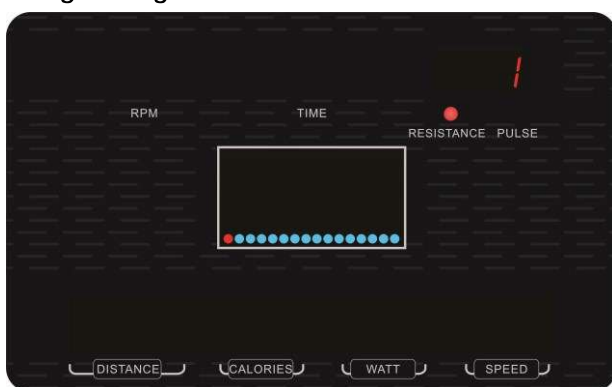 1
RPM TIME
RESISTANCE PULSE
DISTANCE CALORIES WATT SPEED